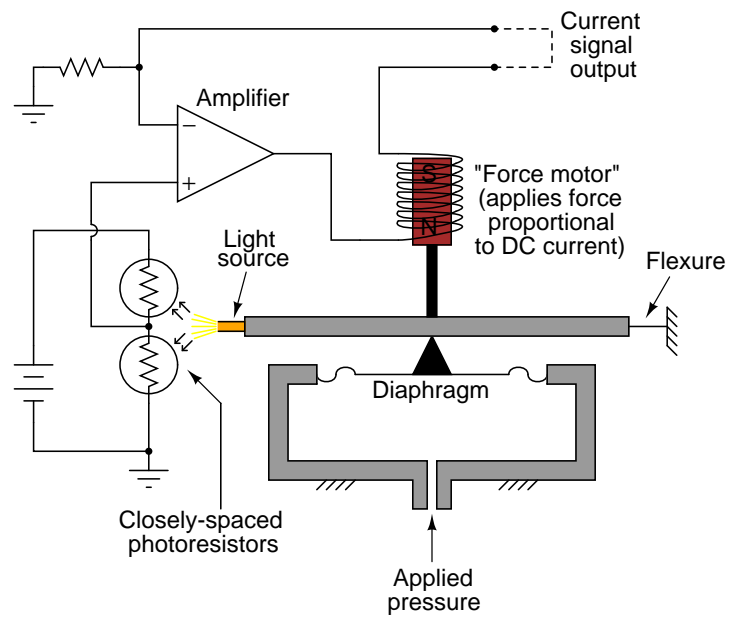 Current
signal
output
Amplifier
−
+
S
N
"Force motor"
(applies force
proportional
to DC current)
Light
source
Flexure
Diaphragm
Closely-spaced
photoresistors
Applied
pressure